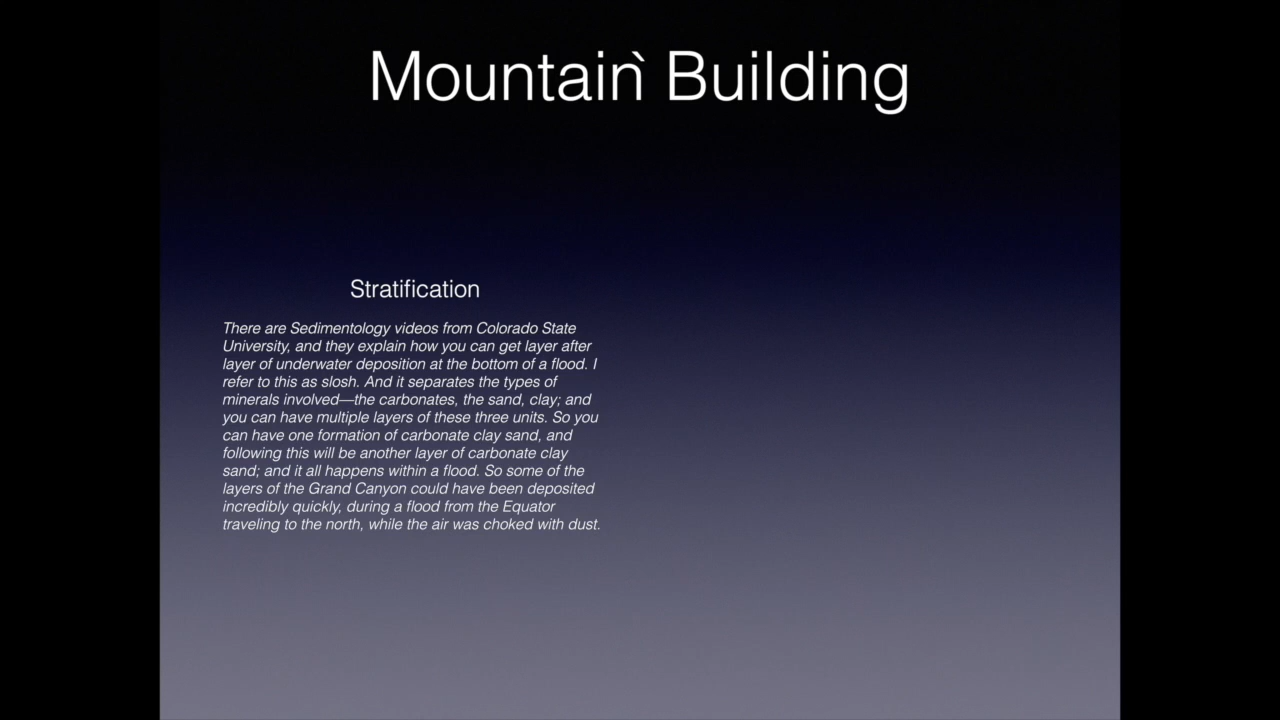 Mountain` Building
Stratification
There are Sedimentology videos from Colorado State
University, and they explain how you can get layer after
layer of underwater deposition at the bottom of a flood. I
refer to this as slosh. And it separates the types of
minerals involved—the carbonates, the sand, clay; and
you can have multiple layers of these three units. So you
can have one formation of carbonate clay sand, and
following this will be another layer of carbonate clay
sand; and it all happens within a flood. So some of the
layers of the Grand Canyon could have been deposited
incredibly quickly, during a flood from the Equator
traveling to the north, while the air was choked with dust.